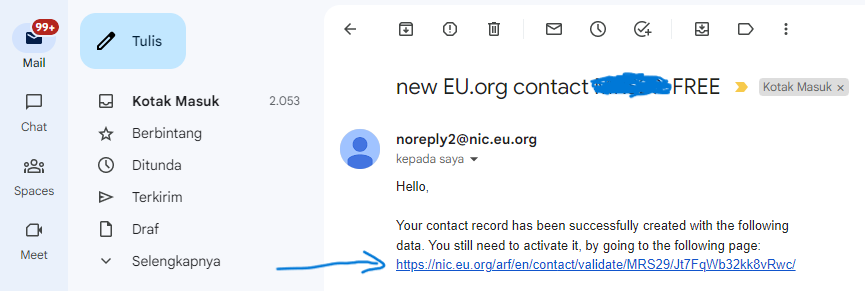 99+
Mail
Chat
Spaces
Meet
Tulis
Kotak Masuk 2.053
Berbintang
Ditunda
Terkirim
Draf
Selengkapnya
new EU.org contact FREE
Kotak Masuk ×
noreply2@nic.eu.org
kepada saya
Hello,
Your contact record has been successfully created with the following
data. You still need to activate it, by going to the following page:
https://nic.eu.org/arf/en/contact/validate/MRS29/Jt7FqWb32kk8vRwc/